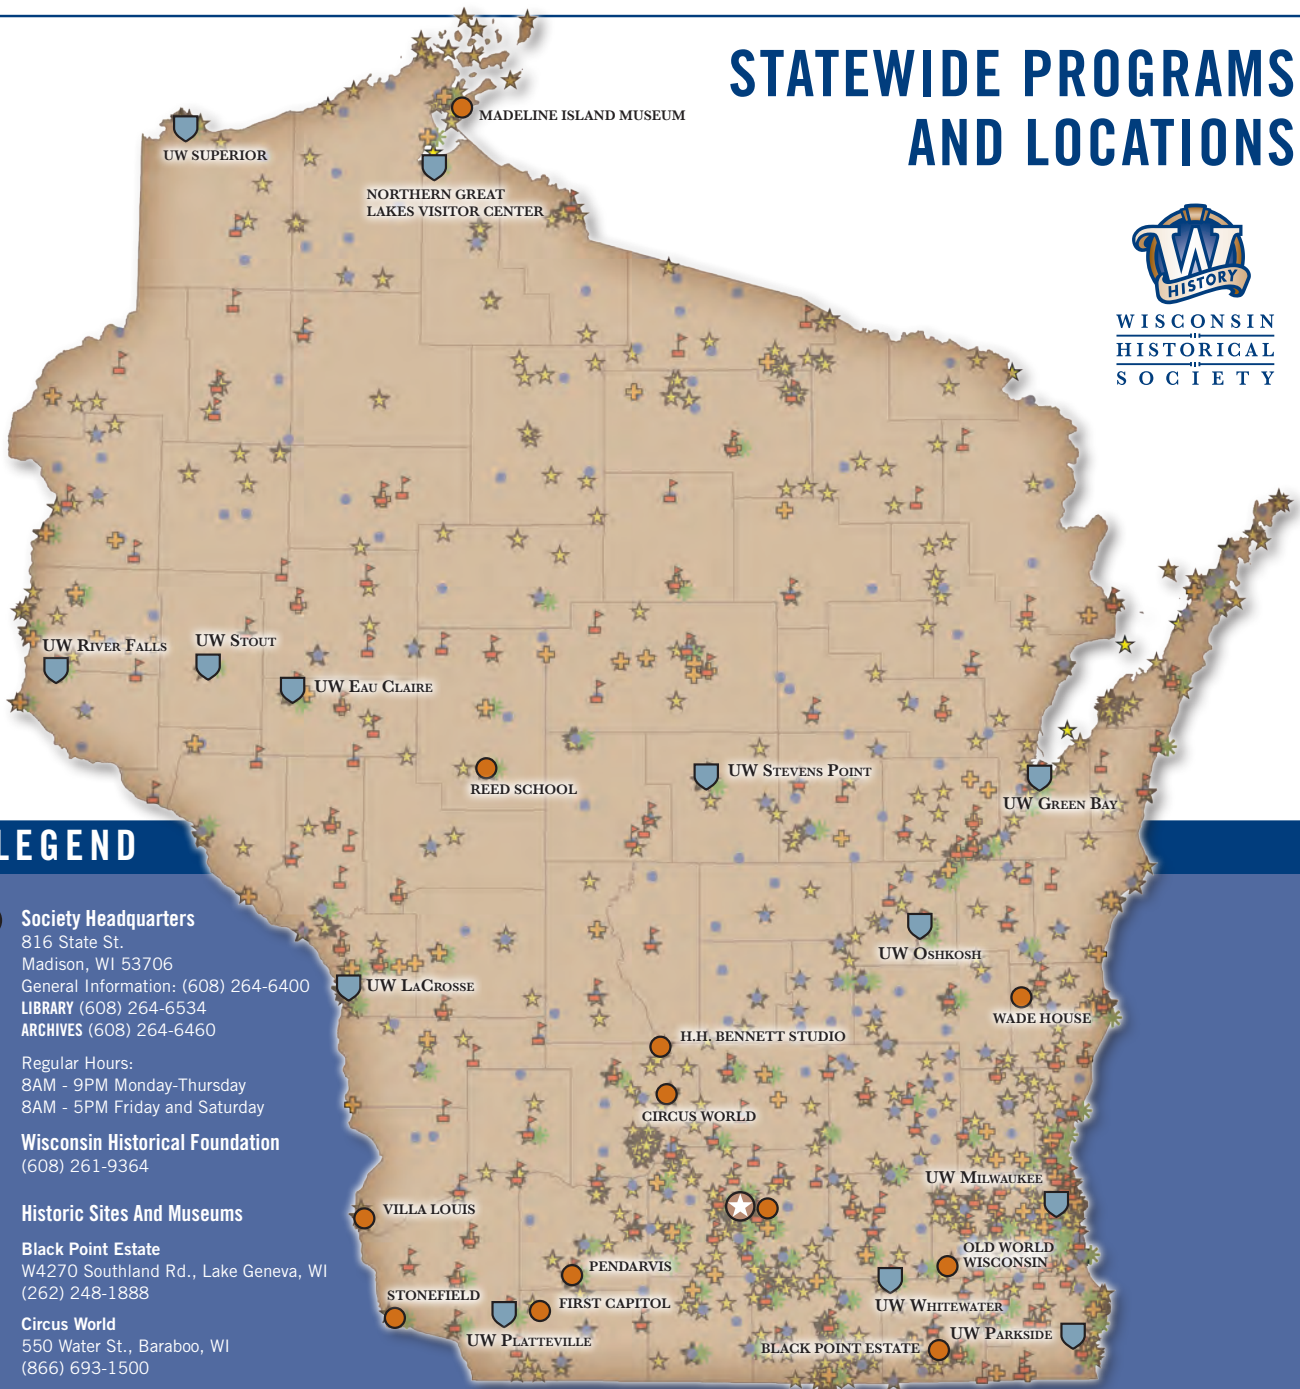 STATEWIDE PROGRAMS
AND LOCATIONS
W
HISTORY
WISCONSIN
HISTORICAL
SOCIETY
MADELINE ISLAND MUSEUM
UW SUPERIOR
NORTHERN GREAT
LAKES VISITOR CENTER
UW RIVER FALLS
UW STOUT
UW EAU CLAIRE
REED SCHOOL
UW STEVENS POINT
UW GREEN BAY
UW OSHKOSH
UW LACROSSE
WADE HOUSE
H.H. BENNETT STUDIO
CIRCUS WORLD
UW MILWAUKEE
VILLA LOUIS
OLD WORLD
WISCONSIN
PENDARVIS
STONEFIELD
FIRST CAPITOL
UW WHITEWATER
UW PLATTEVILLE
UW PARKSIDE
BLACK POINT ESTATE
LEGEND
Society Headquarters
816 State St.
Madison, WI 53706
General Information: (608) 264-6400
LIBRARY (608) 264-6534
ARCHIVES (608) 264-6460
Regular Hours:
8AM - 9PM Monday-Thursday
8AM - 5PM Friday and Saturday
Wisconsin Historical Foundation
(608) 261-9364
Historic Sites And Museums
Black Point Estate
W4270 Southland Rd., Lake Geneva, WI
(262) 248-1888
Circus World
550 Water St., Baraboo, WI
(866) 693-1500